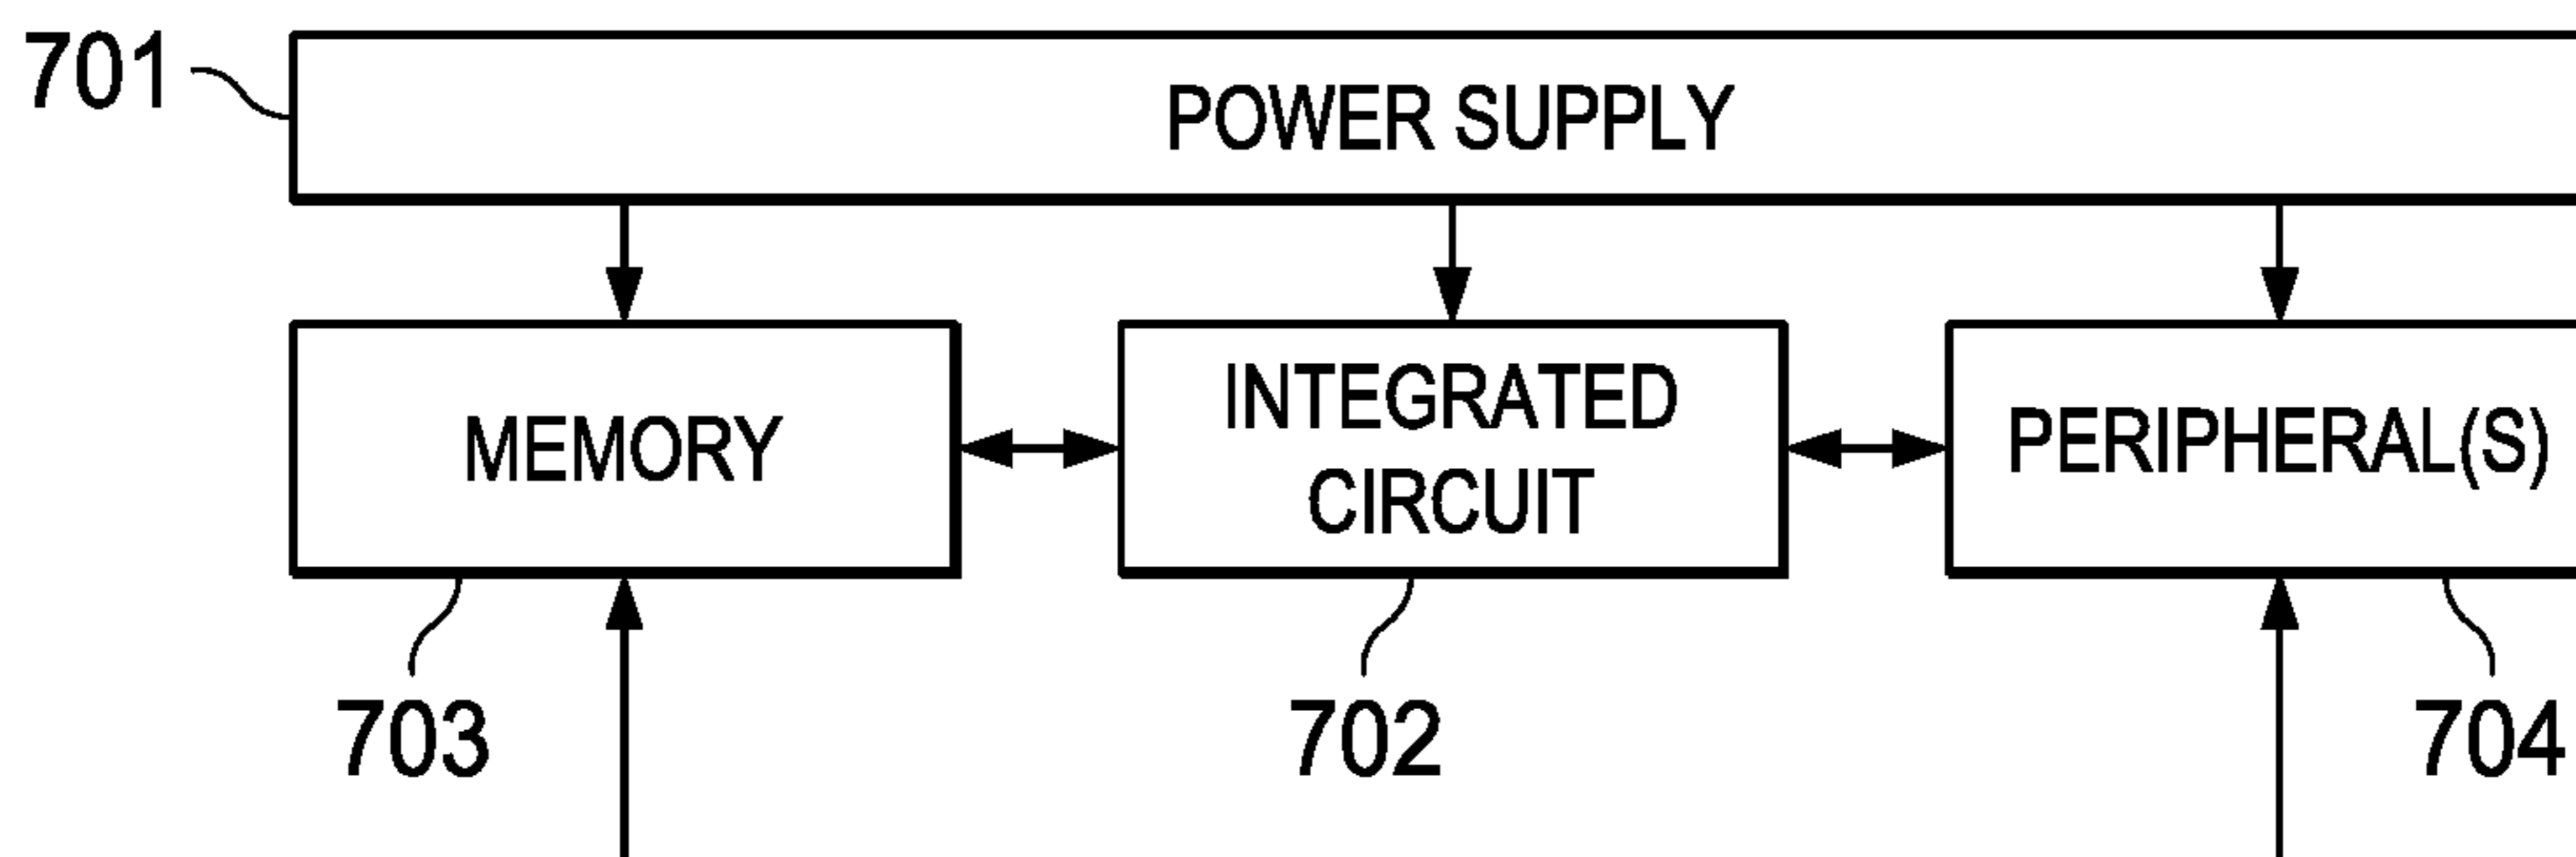 701
POWER SUPPLY
MEMORY
INTEGRATED
CIRCUIT
PERIPHERAL(S)
703
702
704